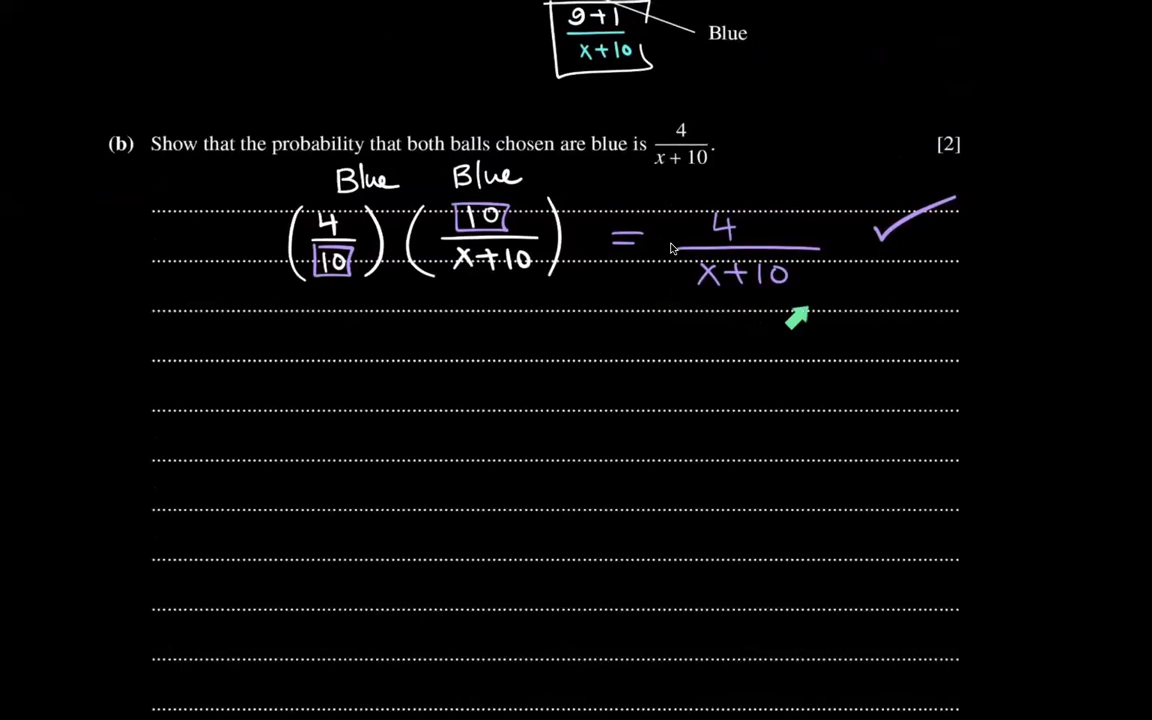 9+1
x+10
Blue
(b) Show that the probability that both balls chosen are blue is 4/(x + 10). [2]
Blue Blue
(4/10) (10/(x+10)) = 4/(x+10) ✓